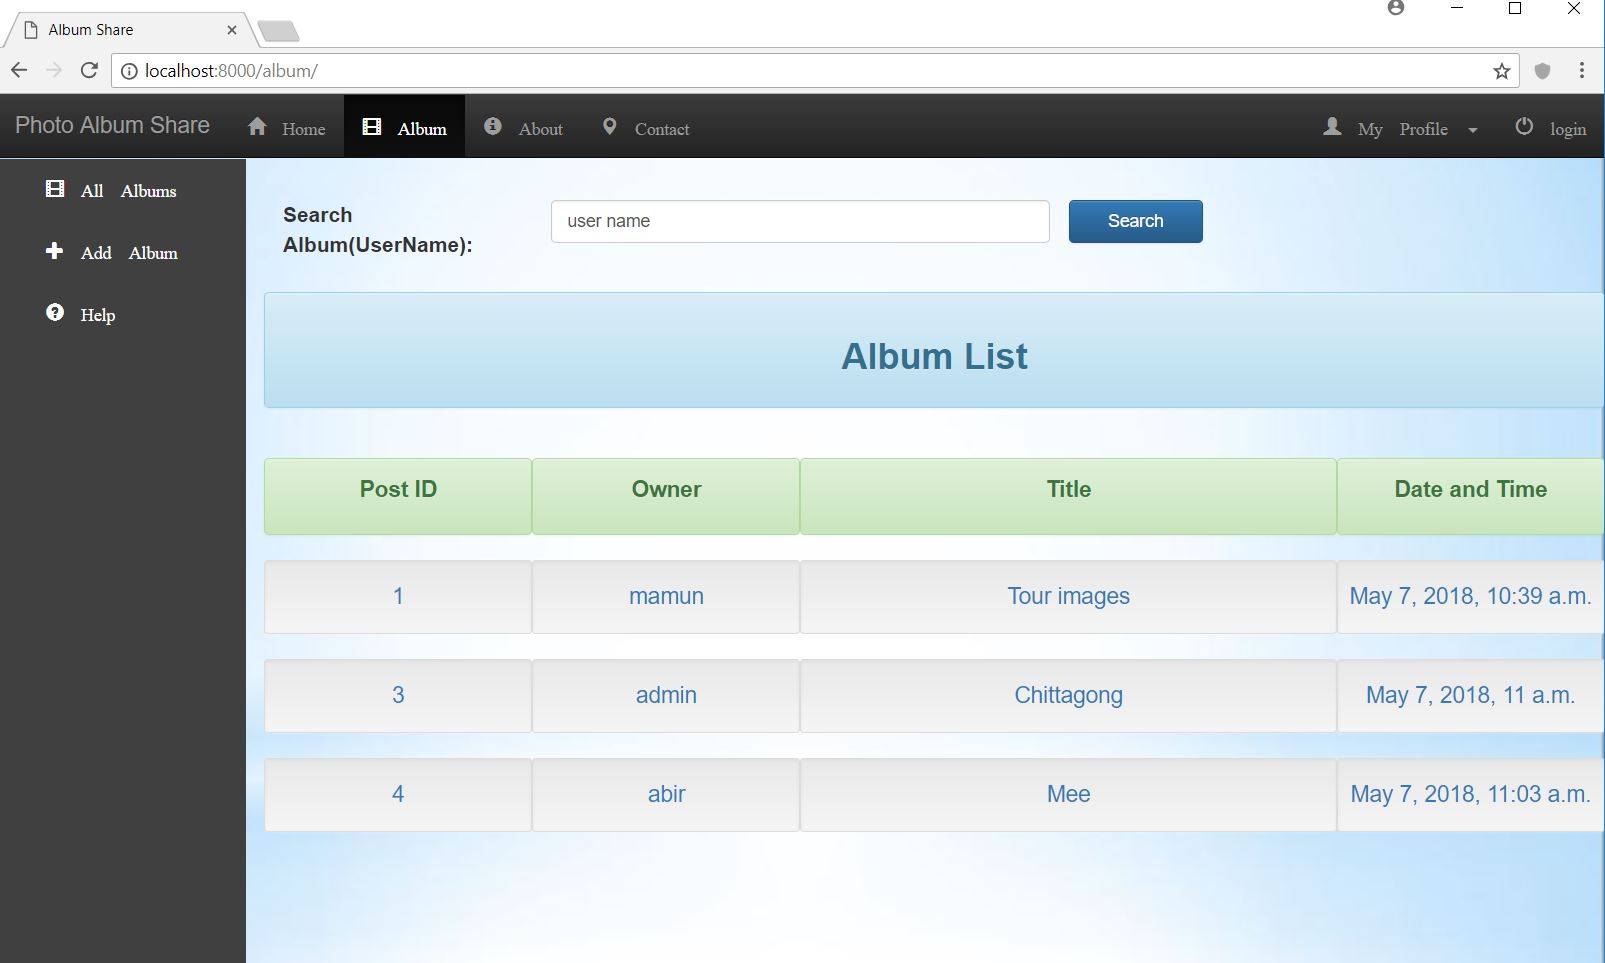 Album Share
localhost:8000/album/
Photo Album Share Home Album About Contact My Profile login
All Albums
Add Album
Help
Search
Album(UserName):
user name
Search
Album List
Post ID Owner Title Date and Time
1 mamun Tour images May 7, 2018, 10:39 a.m.
3 admin Chittagong May 7, 2018, 11 a.m.
4 abir Mee May 7, 2018, 11:03 a.m.